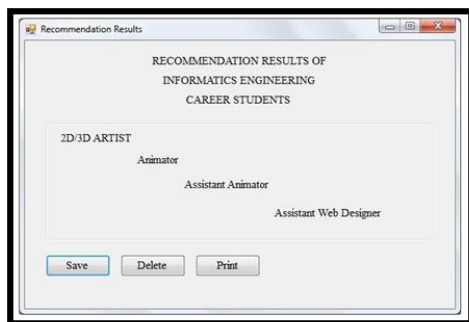 Recommendation Results
RECOMMENDATION RESULTS OF
INFORMATICS ENGINEERING
CAREER STUDENTS
2D/3D ARTIST
Animator
Assistant Animator
Assistant Web Designer
Save Delete Print